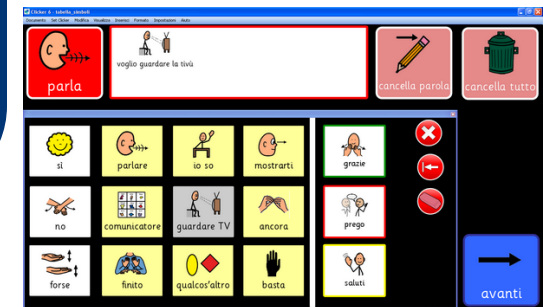 Clicker 6 - tabella_simboli
Documento Set Clicker Modifica Visualizza Inserisci Formato Impostazioni Aiuto
parla
voglio guardare la tivù
cancella parola
cancella tutto
sì
parlare
io so
mostrarti
grazie
no
comunicatore
guardare TV
ancora
prego
forse
finito
qualcos'altro
basta
saluti
avanti